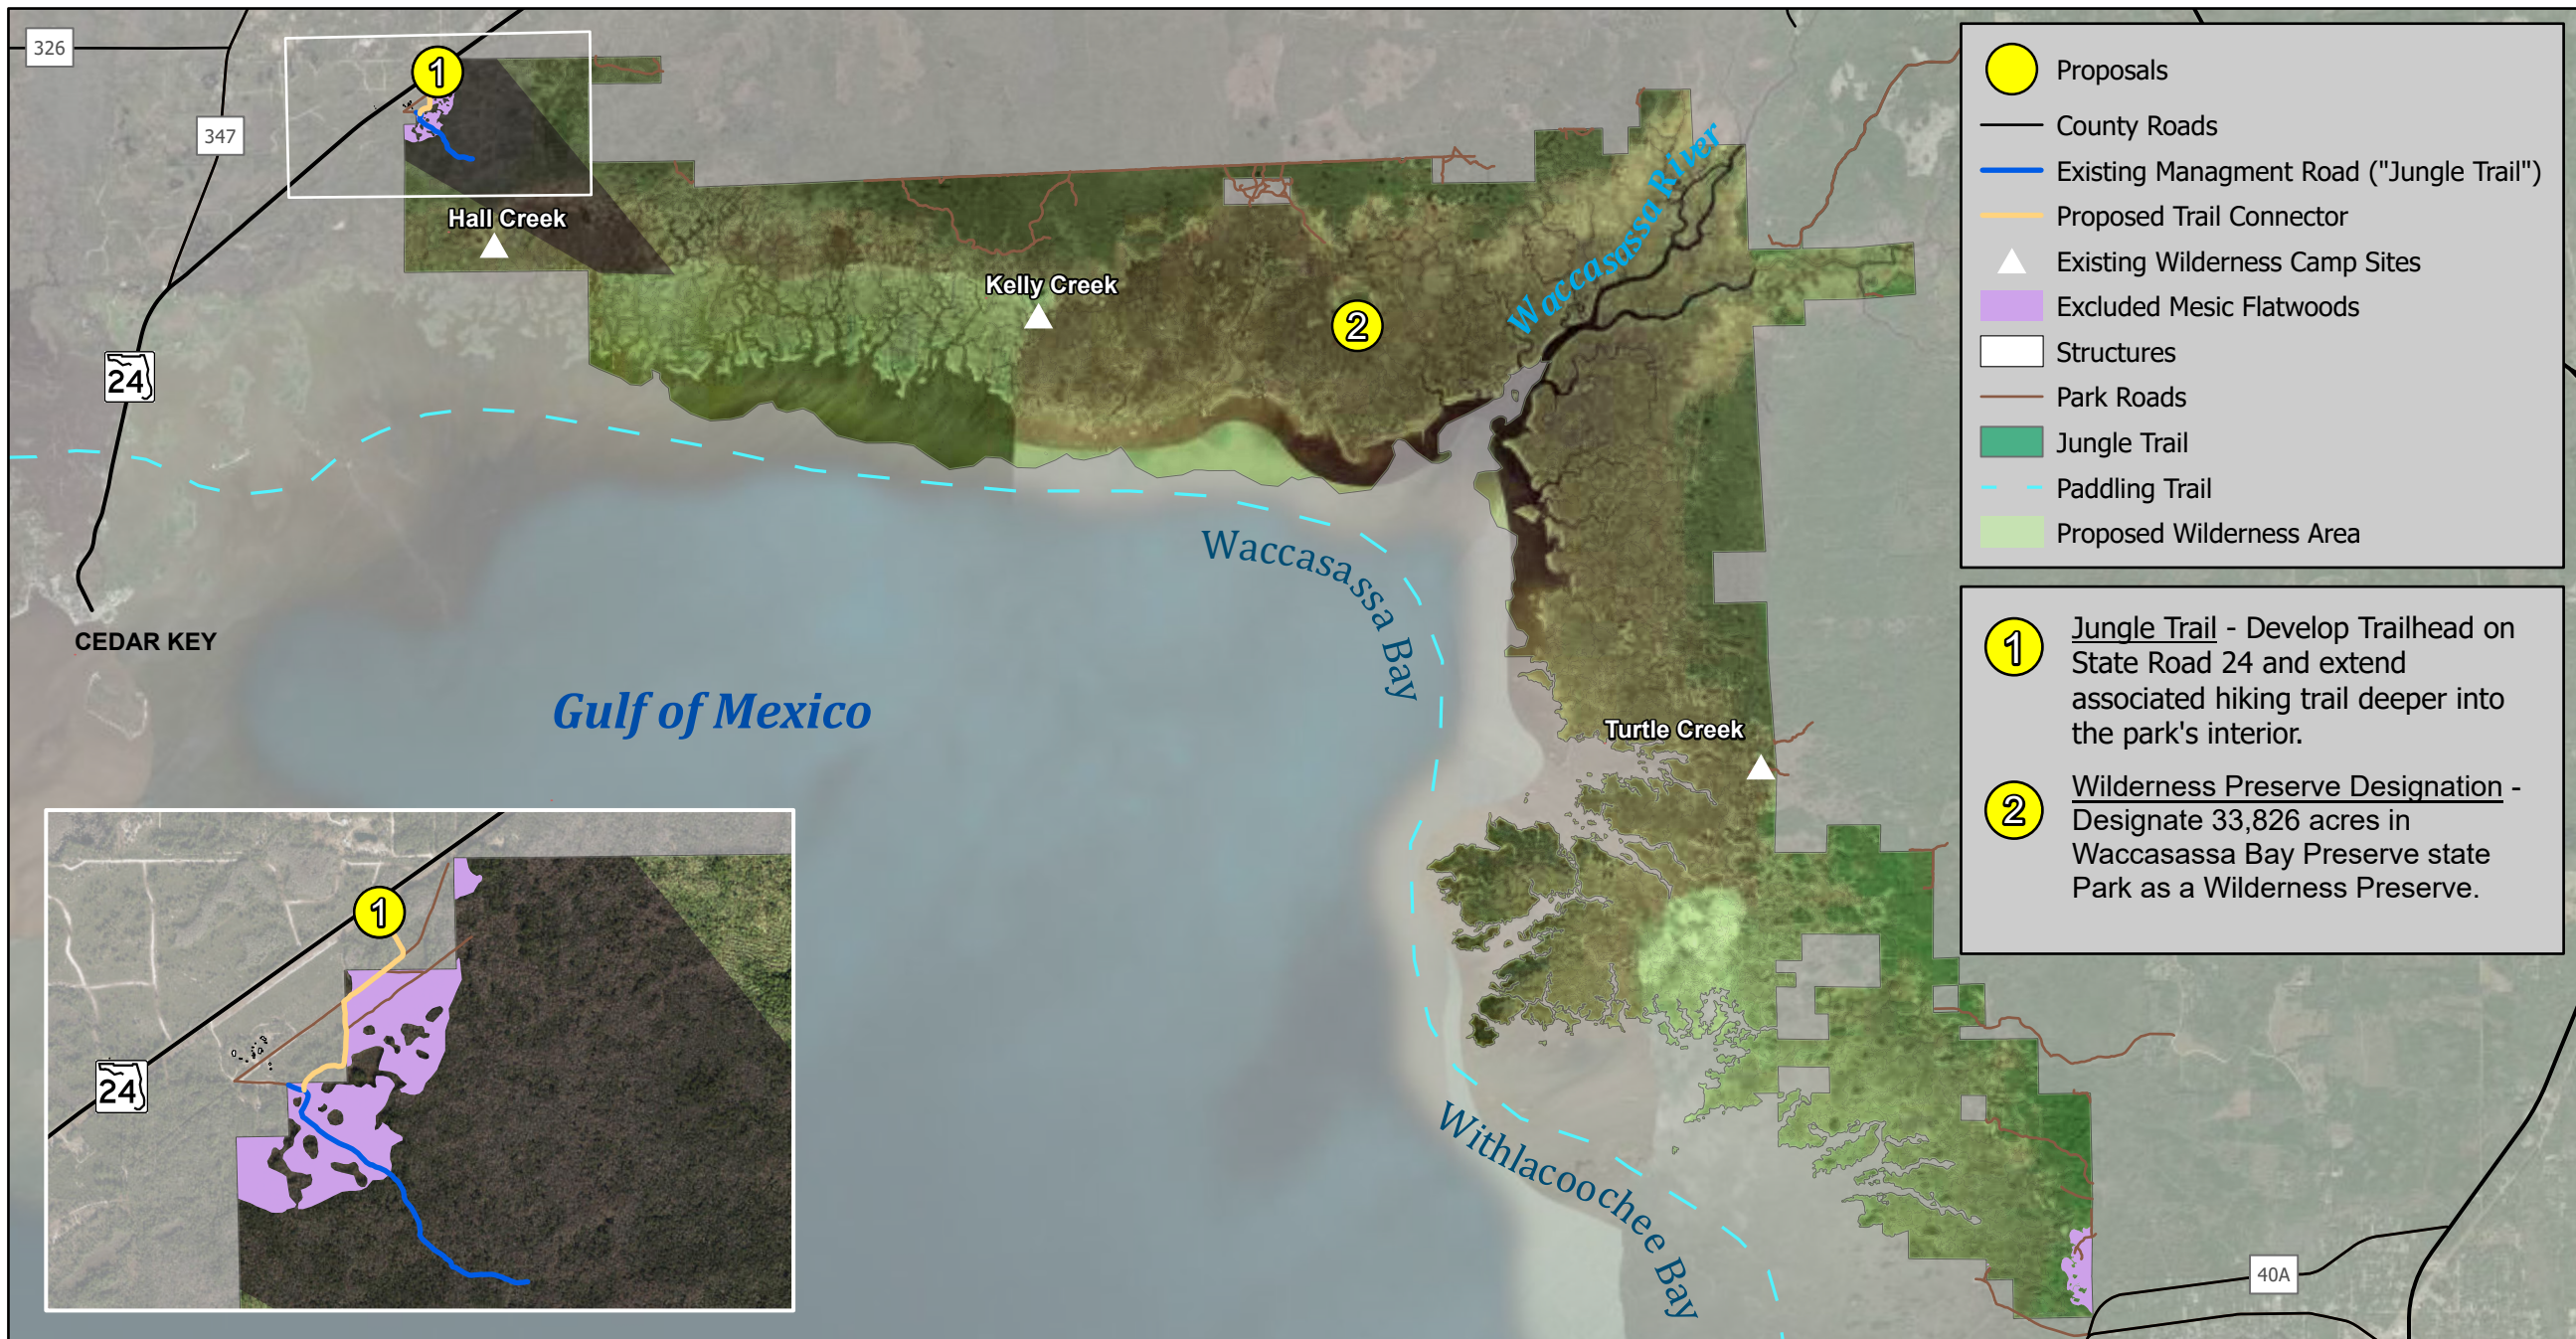 326
347
24
CEDAR KEY
1
Hall Creek
Kelly Creek
2
Waccasassa River
Waccasassa Bay
Gulf of Mexico
Turtle Creek
Withlacoochee Bay
40A
1
24
Proposals
County Roads
Existing Managment Road ("Jungle Trail")
Proposed Trail Connector
Existing Wilderness Camp Sites
Excluded Mesic Flatwoods
Structures
Park Roads
Jungle Trail
Paddling Trail
Proposed Wilderness Area
1
Jungle Trail - Develop Trailhead on
State Road 24 and extend
associated hiking trail deeper into
the park's interior.
2
Wilderness Preserve Designation -
Designate 33,826 acres in
Waccasassa Bay Preserve state
Park as a Wilderness Preserve.